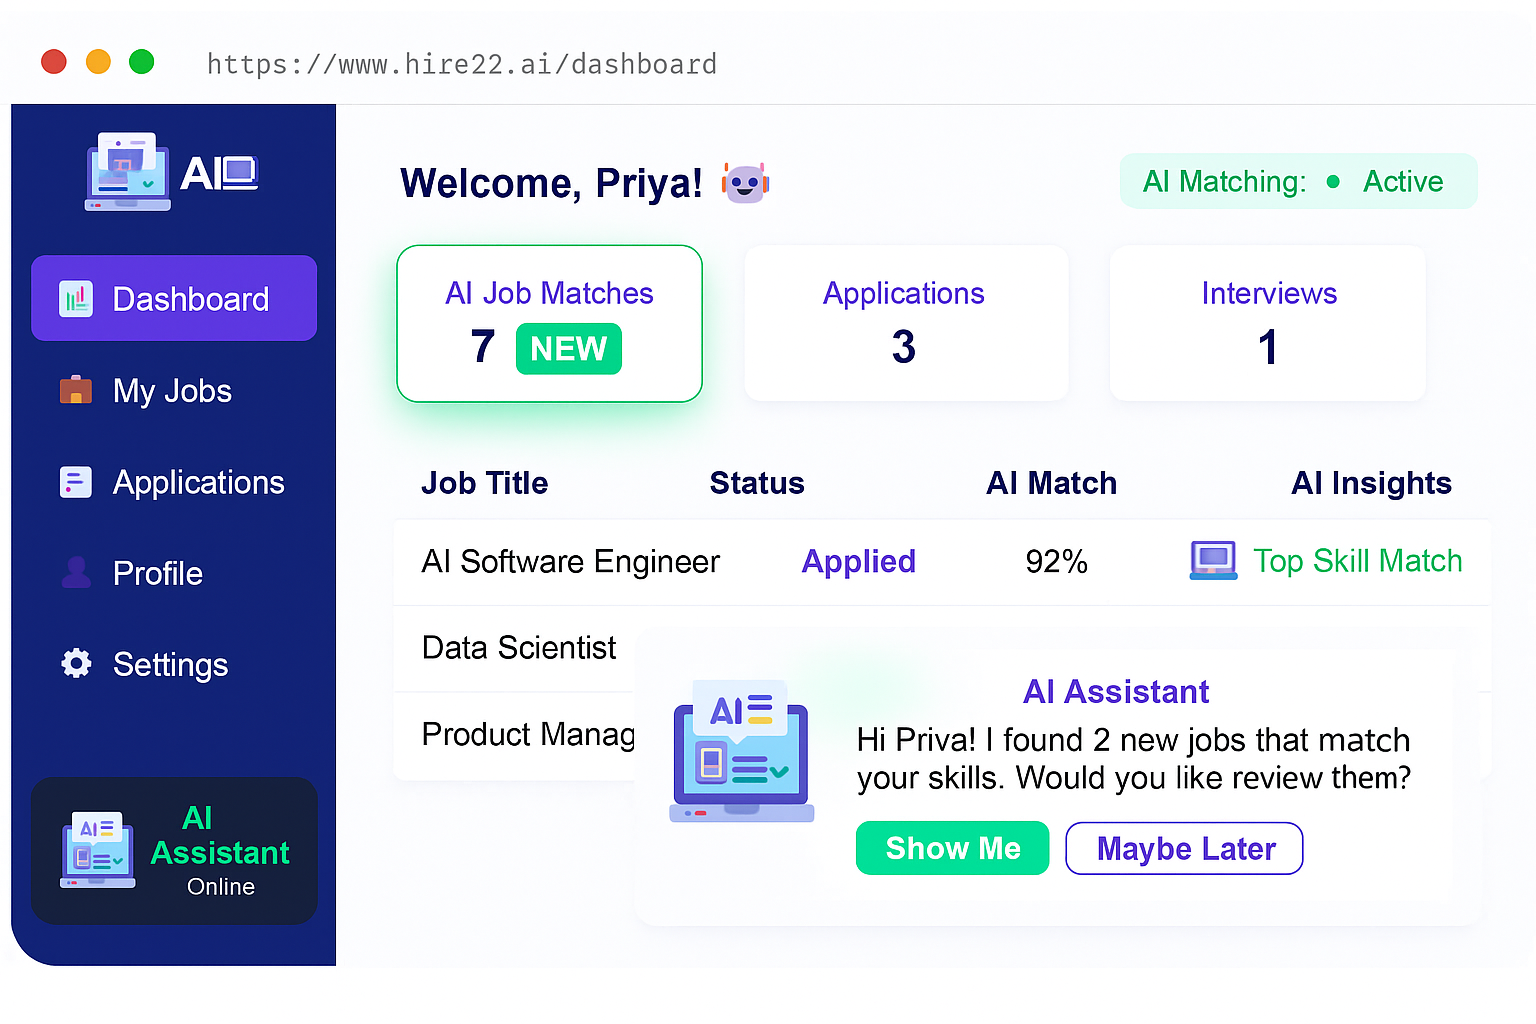 https://www.hire22.ai/dashboard
AI
Dashboard
My Jobs
Applications
Profile
Settings
AI
AI
Assistant
Online
Welcome, Priya!
AI Matching: • Active
AI Job Matches
7 NEW
Applications
3
Interviews
1
Job Title Status AI Match AI Insights
AI Software Engineer Applied 92% Top Skill Match
Data Scientist
Product Manag
AI
AI Assistant
Hi Priva! I found 2 new jobs that match
your skills. Would you like review them?
Show Me Maybe Later